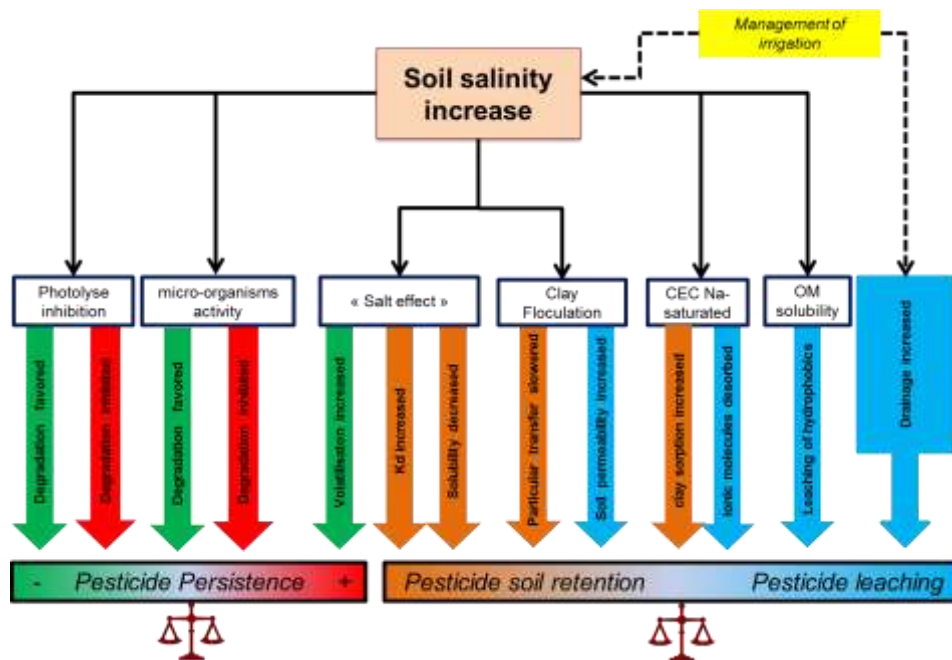 Management of
irrigation
Soil salinity
increase
Photolyse
inhibition
micro-organisms
activity
« Salt effect »
Clay
Floculation
CEC Na-
saturated
OM
solubility
Degradation favored
Degradation inhibited
Degradation favored
Degradation inhibited
Volatilisation increased
Kd increased
Solubility decreased
Particular transfer slowered
Soil permability increased
clay sorption increased
ionic molecules desorbed
Leaching of hydrophobics
Drainage increased
- Pesticide Persistence +
Pesticide soil retention Pesticide leaching